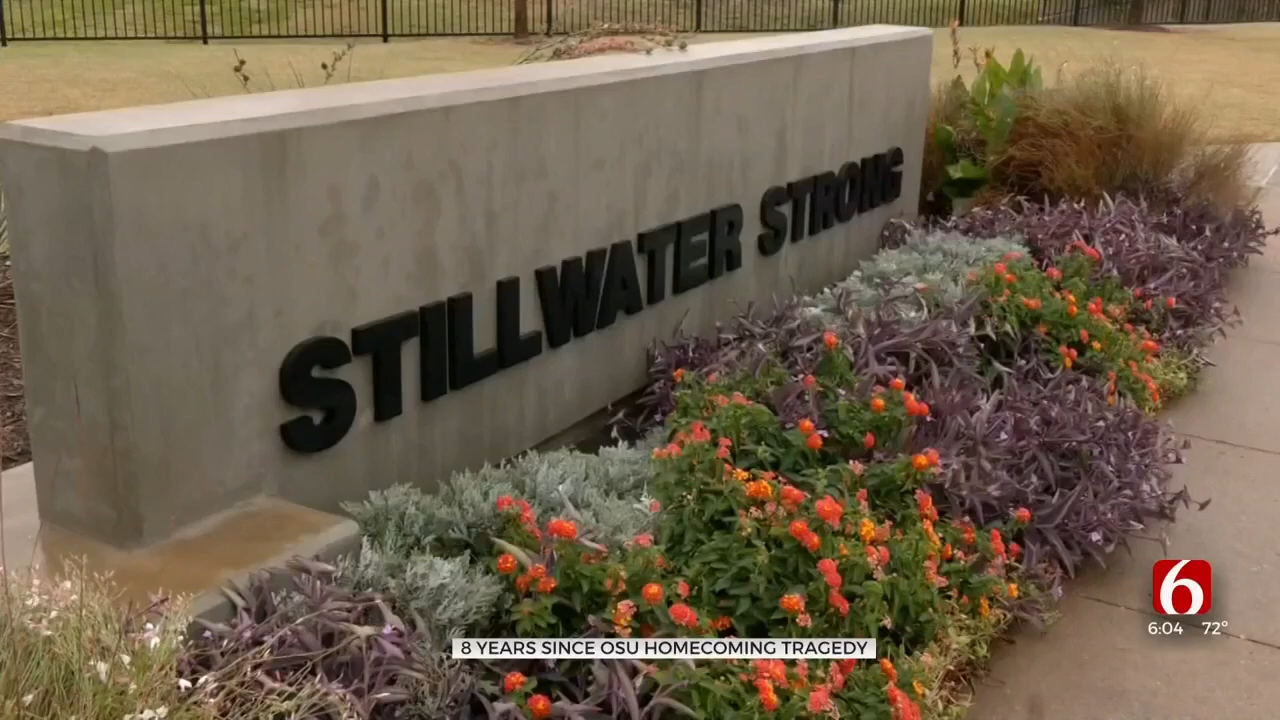 STILLWATER STRONG
8 YEARS SINCE OSU HOMECOMING TRAGEDY
6
6:04 72°